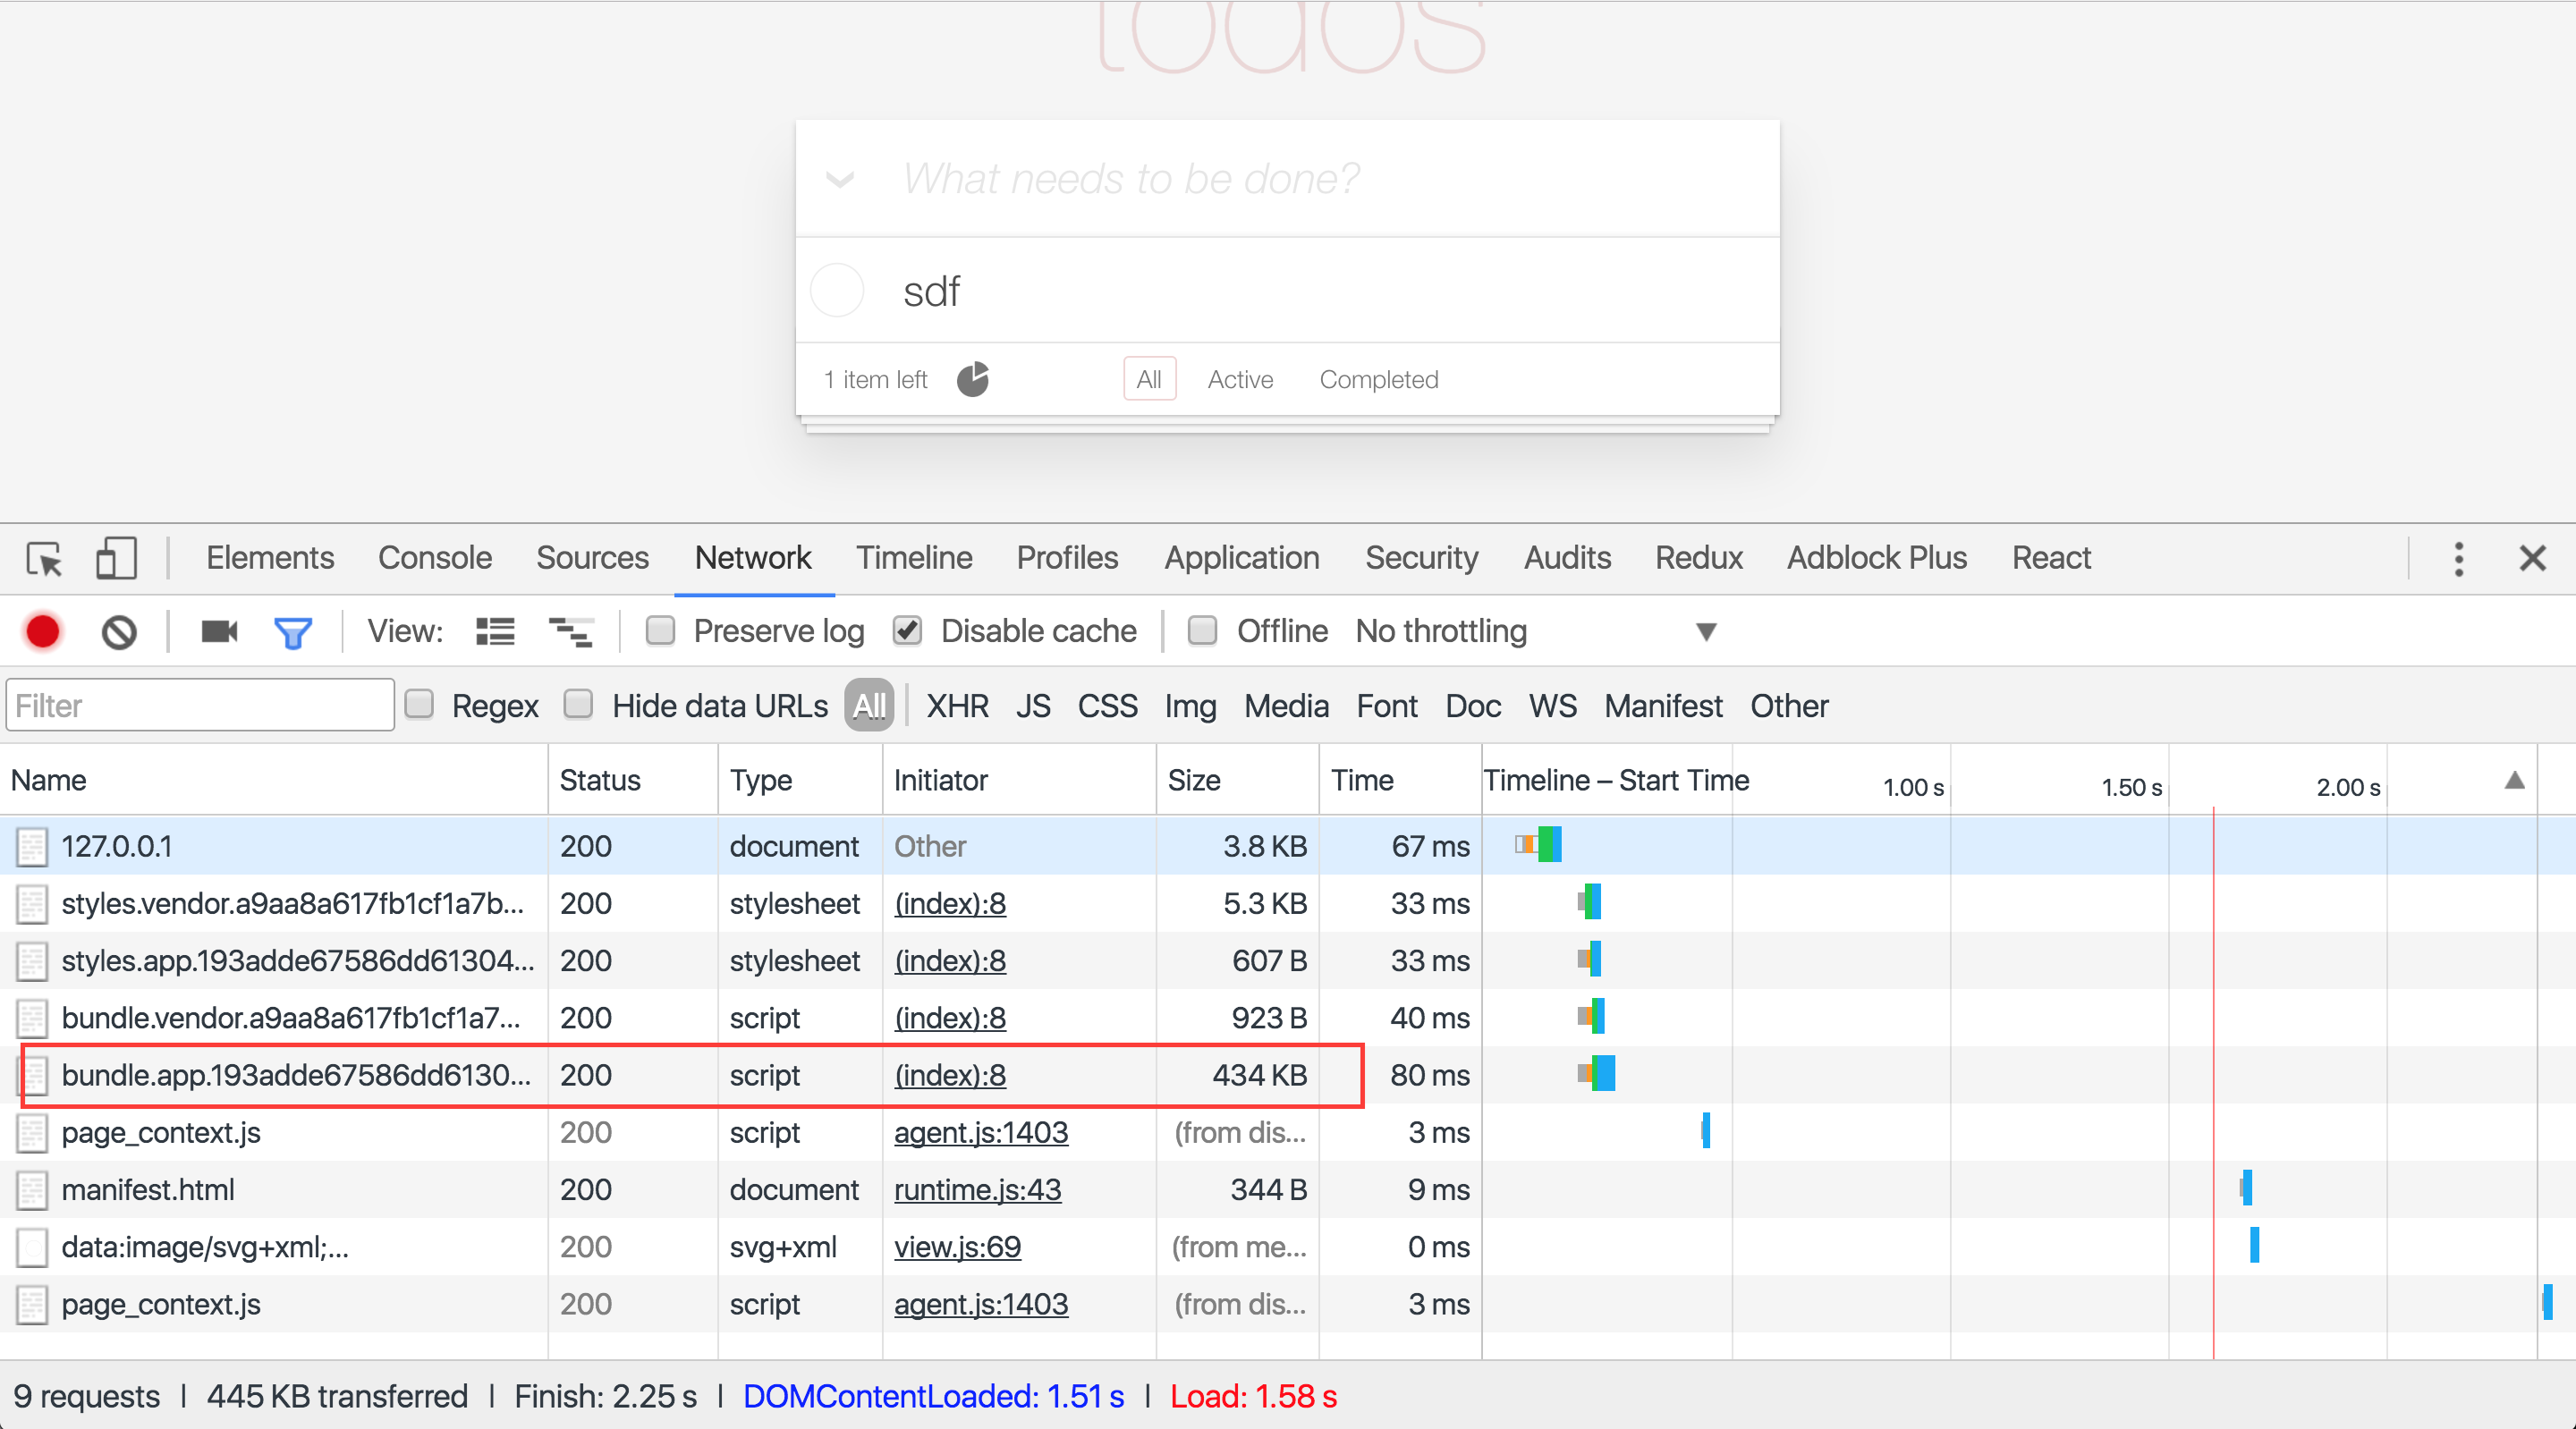 todos
What needs to be done?
sdf
1 item left All Active Completed
Elements Console Sources Network Timeline Profiles Application Security Audits Redux Adblock Plus React
View: Preserve log Disable cache Offline No throttling
Filter Regex Hide data URLs All XHR JS CSS Img Media Font Doc WS Manifest Other
Name Status Type Initiator Size Time Timeline – Start Time 1.00 s 1.50 s 2.00 s
127.0.0.1 200 document Other 3.8 KB 67 ms
styles.vendor.a9aa8a617fb1cf1a7b... 200 stylesheet (index):8 5.3 KB 33 ms
styles.app.193adde67586dd61304... 200 stylesheet (index):8 607 B 33 ms
bundle.vendor.a9aa8a617fb1cf1a7... 200 script (index):8 923 B 40 ms
bundle.app.193adde67586dd6130... 200 script (index):8 434 KB 80 ms
page_context.js 200 script agent.js:1403 (from dis... 3 ms
manifest.html 200 document runtime.js:43 344 B 9 ms
data:image/svg+xml;... 200 svg+xml view.js:69 (from me... 0 ms
page_context.js 200 script agent.js:1403 (from dis... 3 ms
9 requests | 445 KB transferred | Finish: 2.25 s | DOMContentLoaded: 1.51 s | Load: 1.58 s